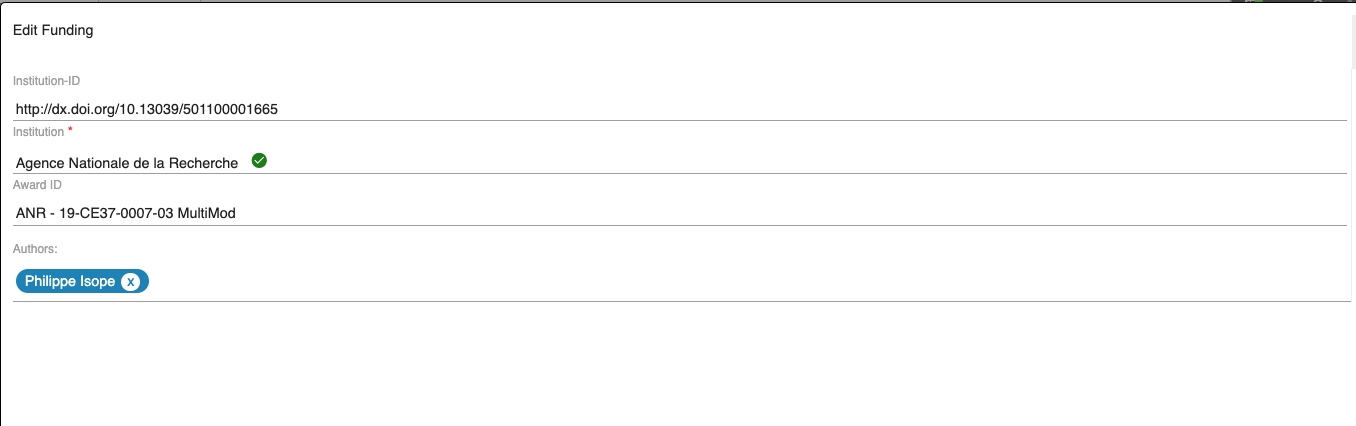 Edit Funding
Institution-ID
http://dx.doi.org/10.13039/501100001665
Institution *
Agence Nationale de la Recherche
Award ID
ANR - 19-CE37-0007-03 MultiMod
Authors:
Philippe Isope x